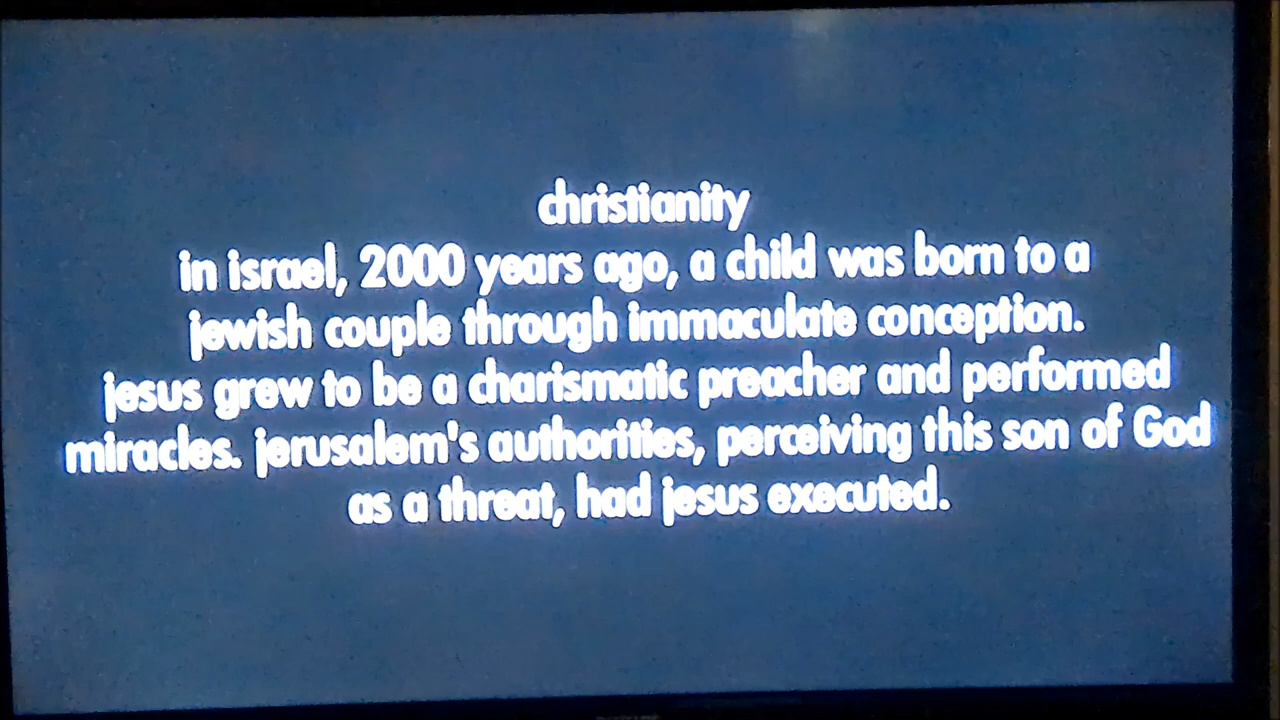 christianity
in israel, 2000 years ago, a child was born to a
jewish couple through immaculate conception.
jesus grew to be a charismatic preacher and performed
miracles. jerusalem's authorities, perceiving this son of God
as a threat, had jesus executed.